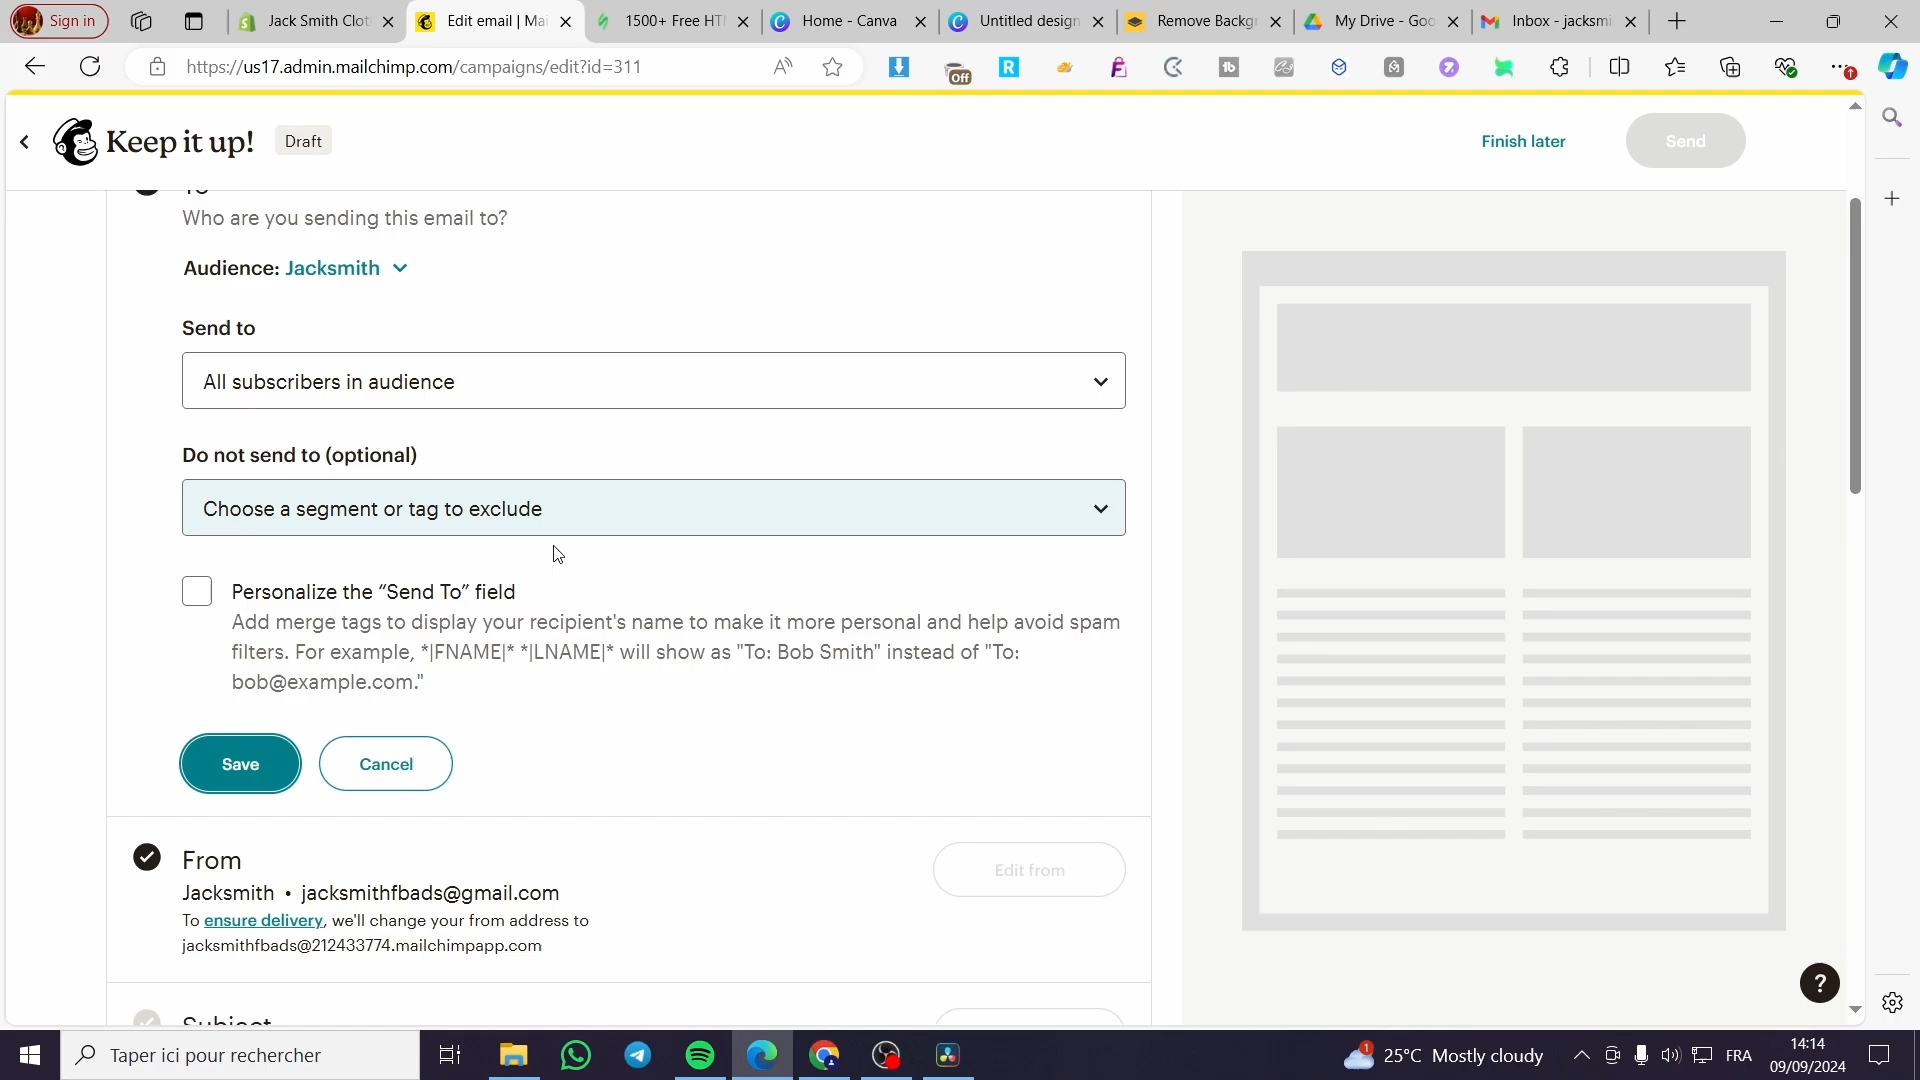 Sign in
Jack Smith Clot
Edit email | Mai
1500+ Free HTM
Home - Canva
Untitled design
Remove Backgr
My Drive - Goo
Inbox - jacksmi
https://us17.admin.mailchimp.com/campaigns/edit?id=311
Off
Keep it up!
Draft
Finish later
Send
To
Who are you sending this email to?
Audience: Jacksmith
Send to
All subscribers in audience
Do not send to (optional)
Choose a segment or tag to exclude
Personalize the “Send To” field
Add merge tags to display your recipient's name to make it more personal and help avoid spam
filters. For example, *|FNAME|* *|LNAME|* will show as "To: Bob Smith" instead of "To:
bob@example.com."
Save
Cancel
From
Edit from
Jacksmith • jacksmithfbads@gmail.com
To ensure delivery, we'll change your from address to
jacksmithfbads@212433774.mailchimpapp.com
Subject
?
Taper ici pour rechercher
1
25°C Mostly cloudy
FRA
14:14
09/09/2024